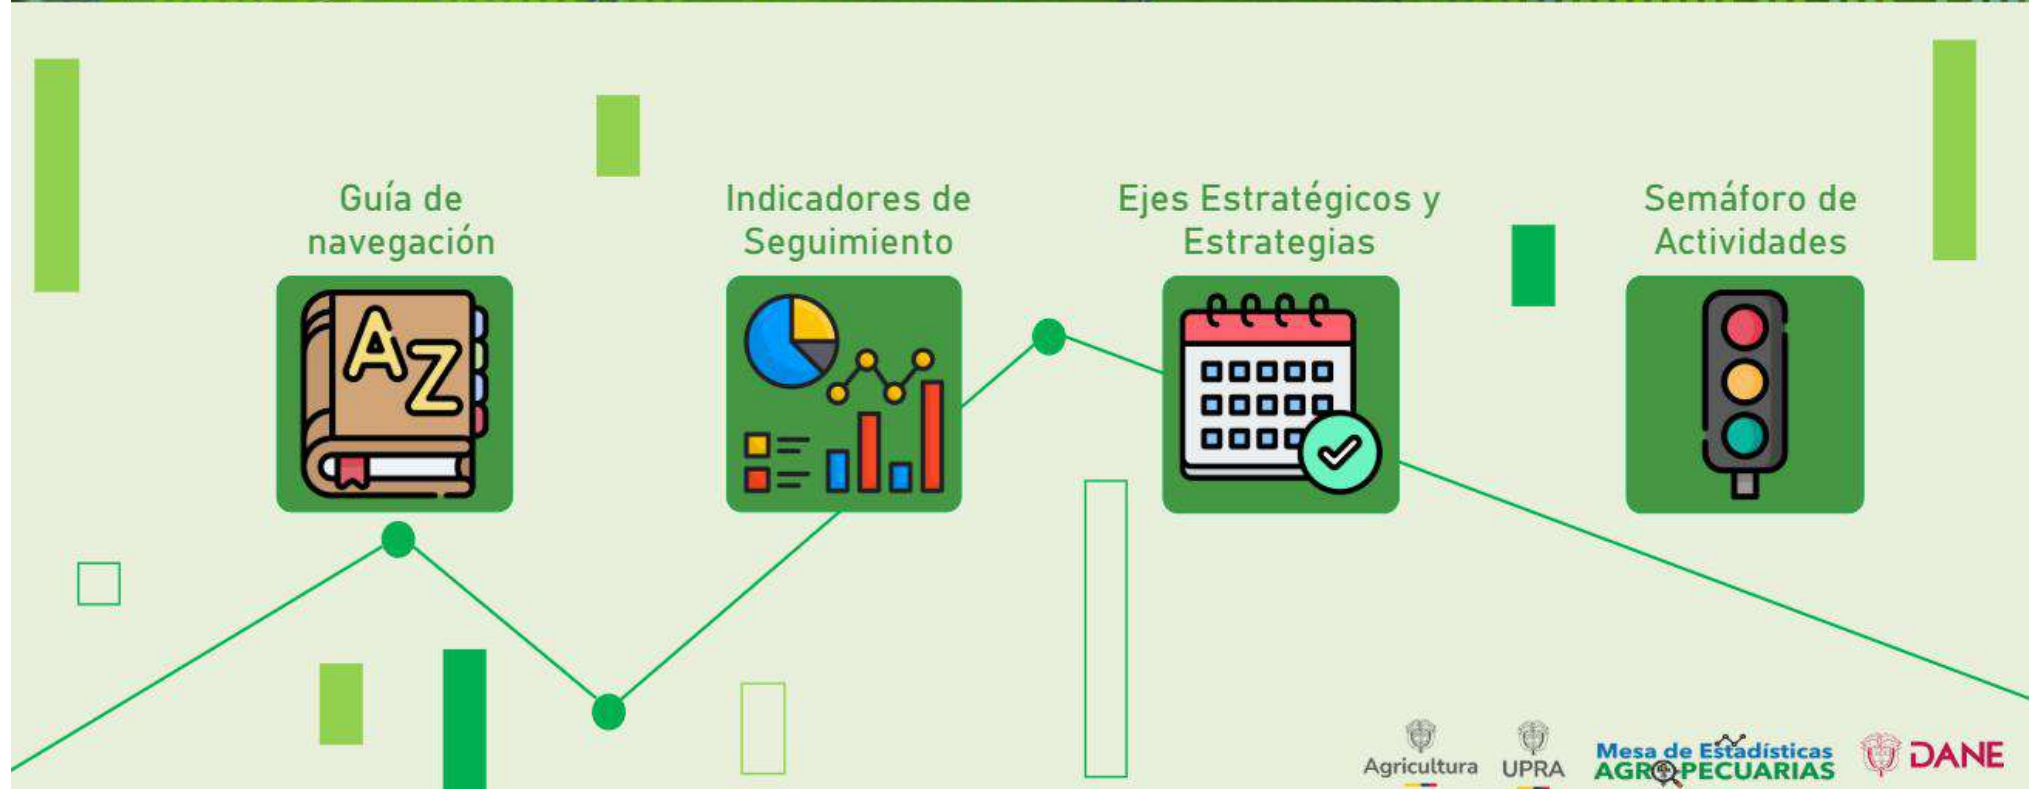 Guía de
navegación
Indicadores de
Seguimiento
Ejes Estratégicos y
Estrategias
Semáforo de
Actividades
AZ
Agricultura
UPRA
Mesa de Estadísticas
AGROPECUARIAS
DANE